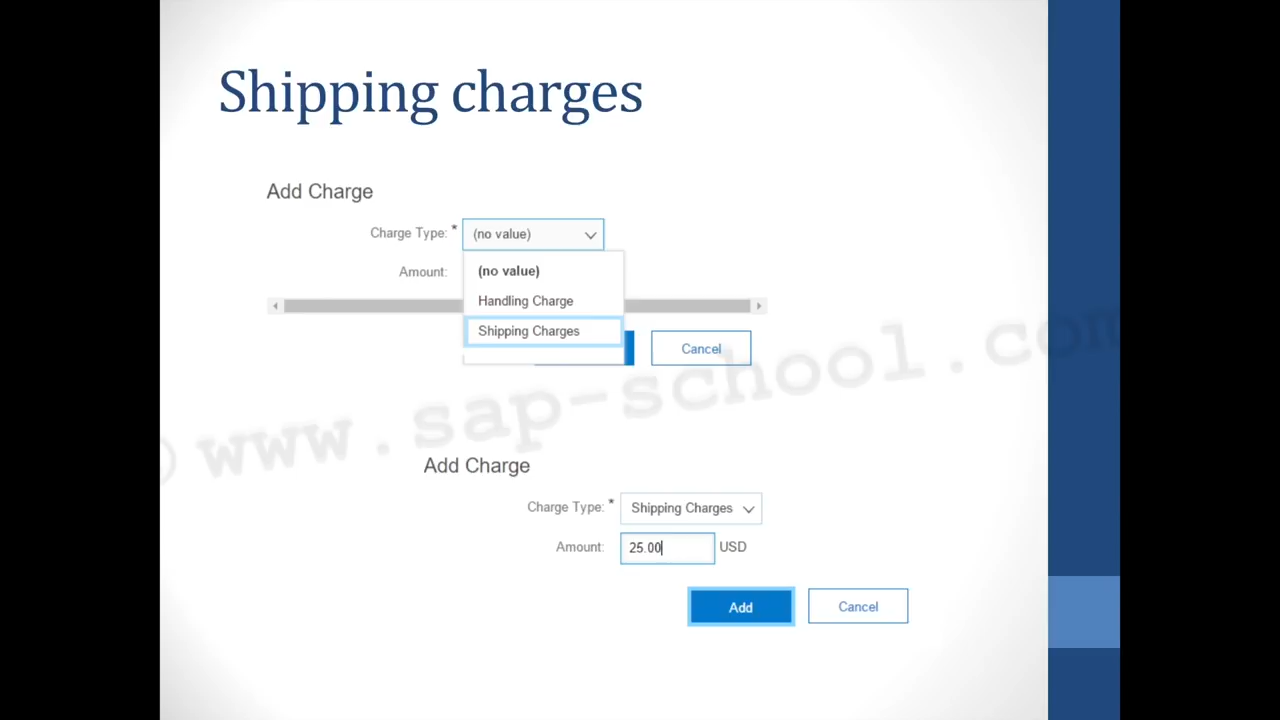 Shipping charges
Add Charge
Charge Type: * (no value)
Amount:
(no value)
Handling Charge
Shipping Charges
Cancel
www.sap-school.com
Add Charge
Charge Type: * Shipping Charges
Amount: 25.00 USD
Add Cancel